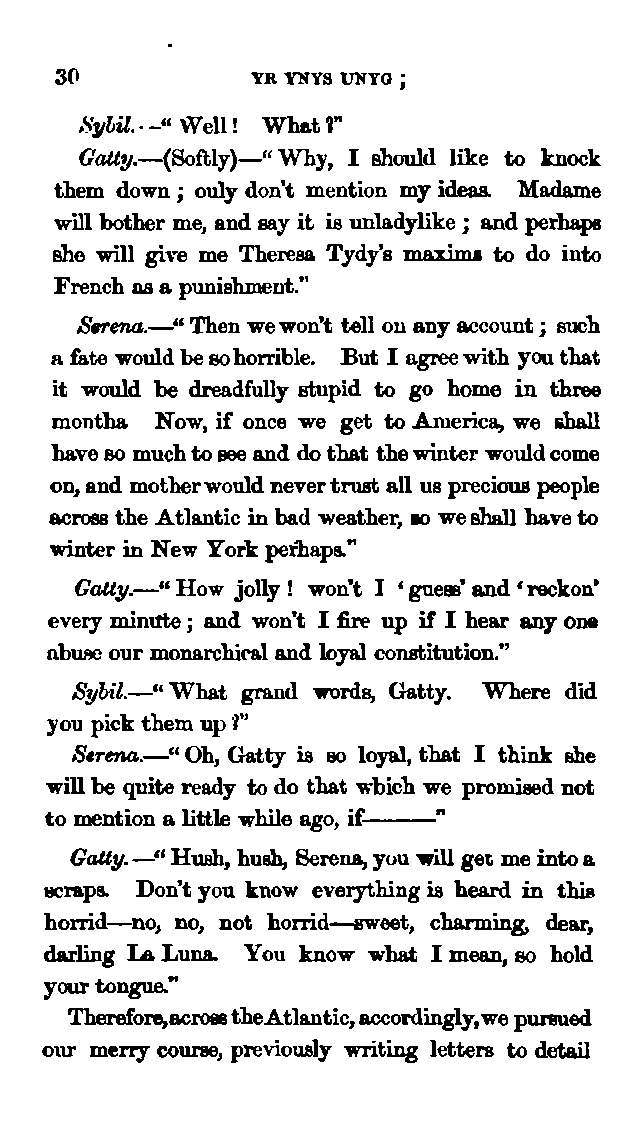 30 YR YNYS UNYG ;
Sybil.--“ Well ! What ?”
Gatty.—(Softly)—“ Why, I should like to knock
them down ; only don't mention my ideas. Madame
will bother me, and say it is unladylike ; and perhaps
she will give me Theresa Tydy's maxims to do into
French as a punishment.”
Serena.—“ Then we won't tell on any account ; such
a fate would be so horrible. But I agree with you that
it would be dreadfully stupid to go home in three
months. Now, if once we get to America, we shall
have so much to see and do that the winter would come
on, and mother would never trust all us precious people
across the Atlantic in bad weather, so we shall have to
winter in New York perhaps.”
Gatty.—“ How jolly ! won't I ‘ guess’ and ‘ reckon’
every minute ; and won't I fire up if I hear any one
abuse our monarchical and loyal constitution.”
Sybil.—“ What grand words, Gatty. Where did
you pick them up ?”
Serena.—“ Oh, Gatty is so loyal, that I think she
will be quite ready to do that which we promised not
to mention a little while ago, if———”
Gatty.—“ Hush, hush, Serena, you will get me into a
scraps. Don't you know everything is heard in this
horrid—no, no, not horrid—sweet, charming, dear,
darling La Luna. You know what I mean, so hold
your tongue.”
Therefore, across the Atlantic, accordingly, we pursued
our merry course, previously writing letters to detail